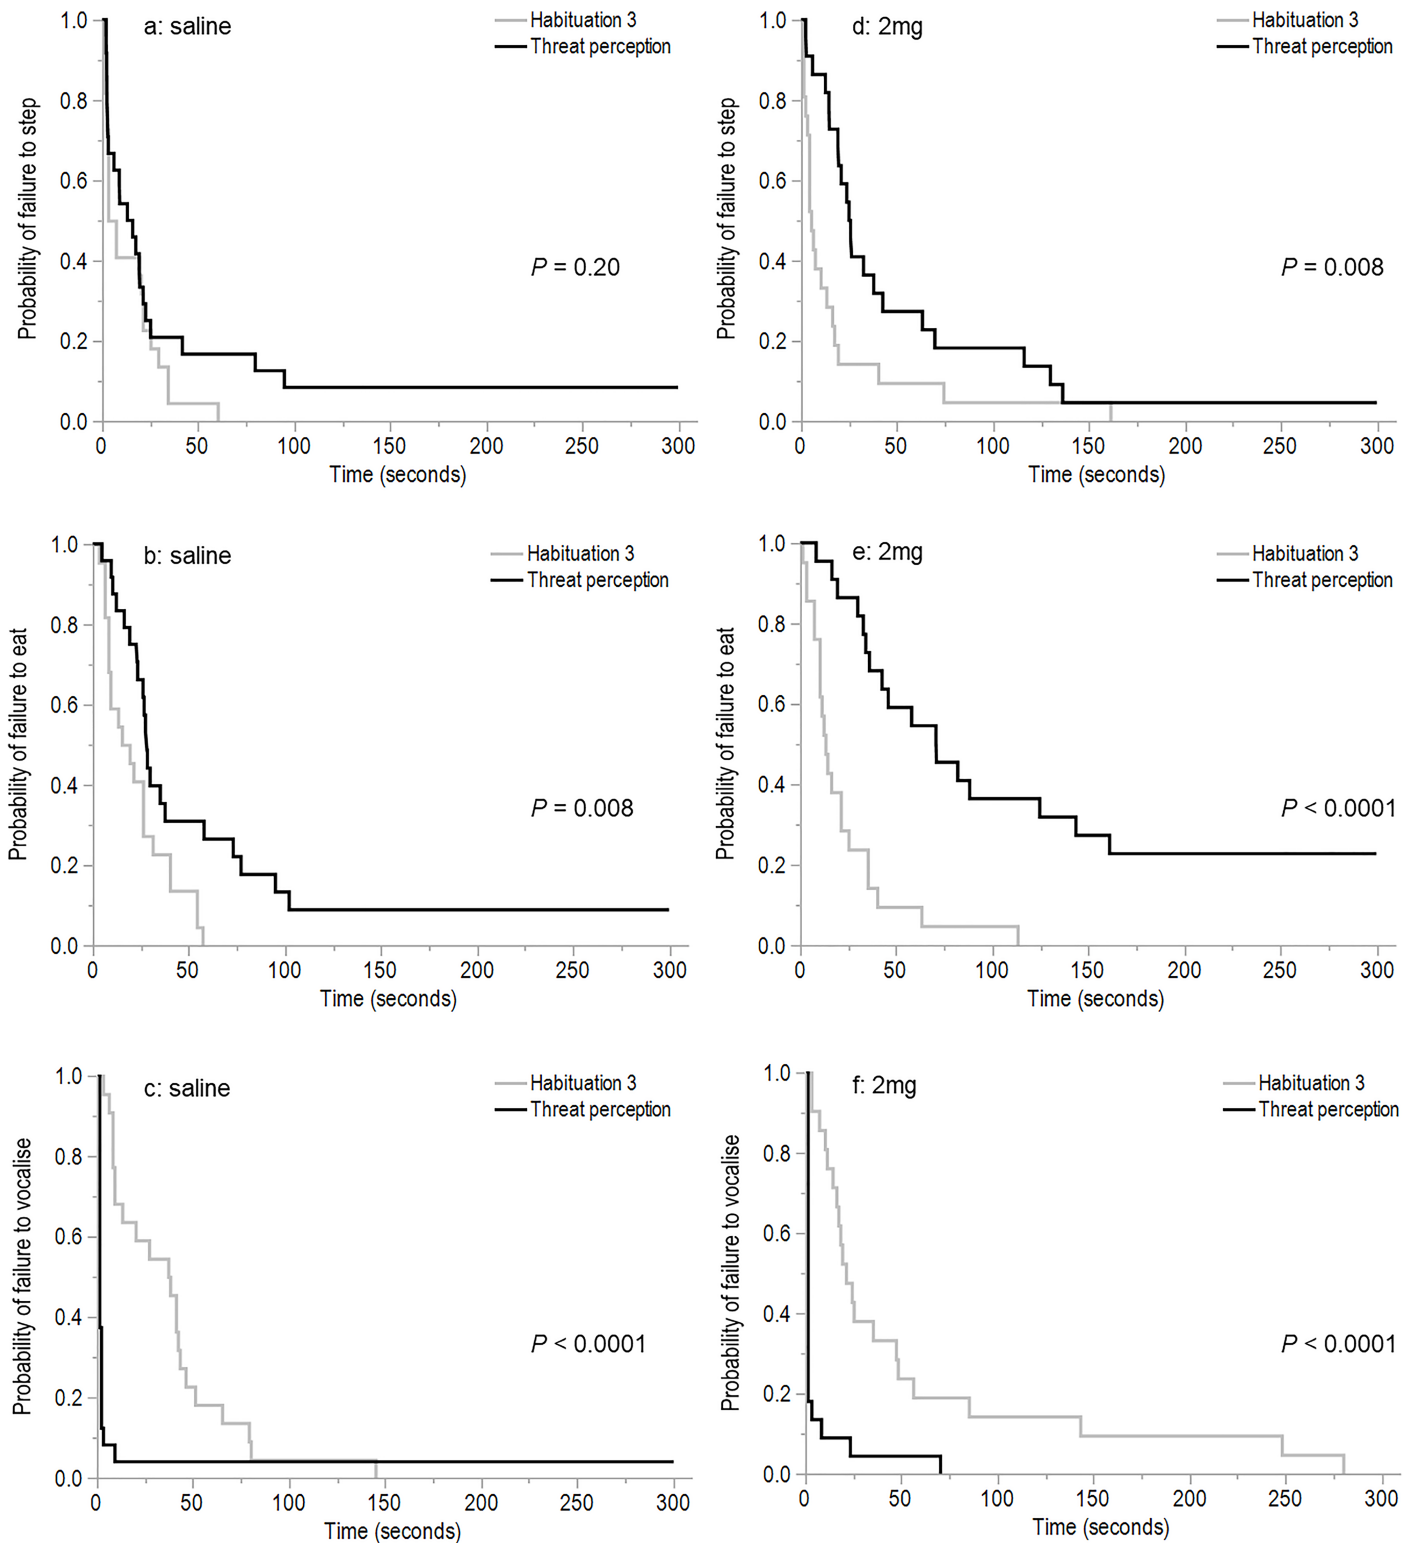 a: saline
Habituation 3
Threat perception
Probability of failure to step
1.0
0.8
0.6
0.4
0.2
0.0
P = 0.20
0 50 100 150 200 250 300
Time (seconds)
d: 2mg
Habituation 3
Threat perception
Probability of failure to step
1.0
0.8
0.6
0.4
0.2
0.0
P = 0.008
0 50 100 150 200 250 300
Time (seconds)
b: saline
Habituation 3
Threat perception
Probability of failure to eat
1.0
0.8
0.6
0.4
0.2
0.0
P = 0.008
0 50 100 150 200 250 300
Time (seconds)
e: 2mg
Habituation 3
Threat perception
Probability of failure to eat
1.0
0.8
0.6
0.4
0.2
0.0
P < 0.0001
0 50 100 150 200 250 300
Time (seconds)
c: saline
Habituation 3
Threat perception
Probability of failure to vocalise
1.0
0.8
0.6
0.4
0.2
0.0
P < 0.0001
0 50 100 150 200 250 300
Time (seconds)
f: 2mg
Habituation 3
Threat perception
Probability of failure to vocalise
1.0
0.8
0.6
0.4
0.2
0.0
P < 0.0001
0 50 100 150 200 250 300
Time (seconds)